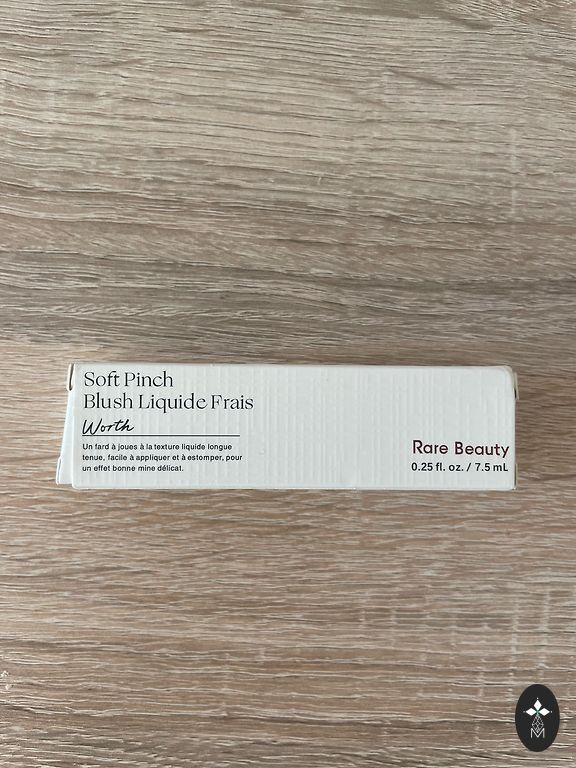 Soft Pinch
Blush Liquide Frais
Worth
Un fard à joues à la texture liquide longue
tenue, facile à appliquer et à estomper, pour
un effet bonne mine délicat.
Rare Beauty
0.25 fl. oz. / 7.5 mL
M